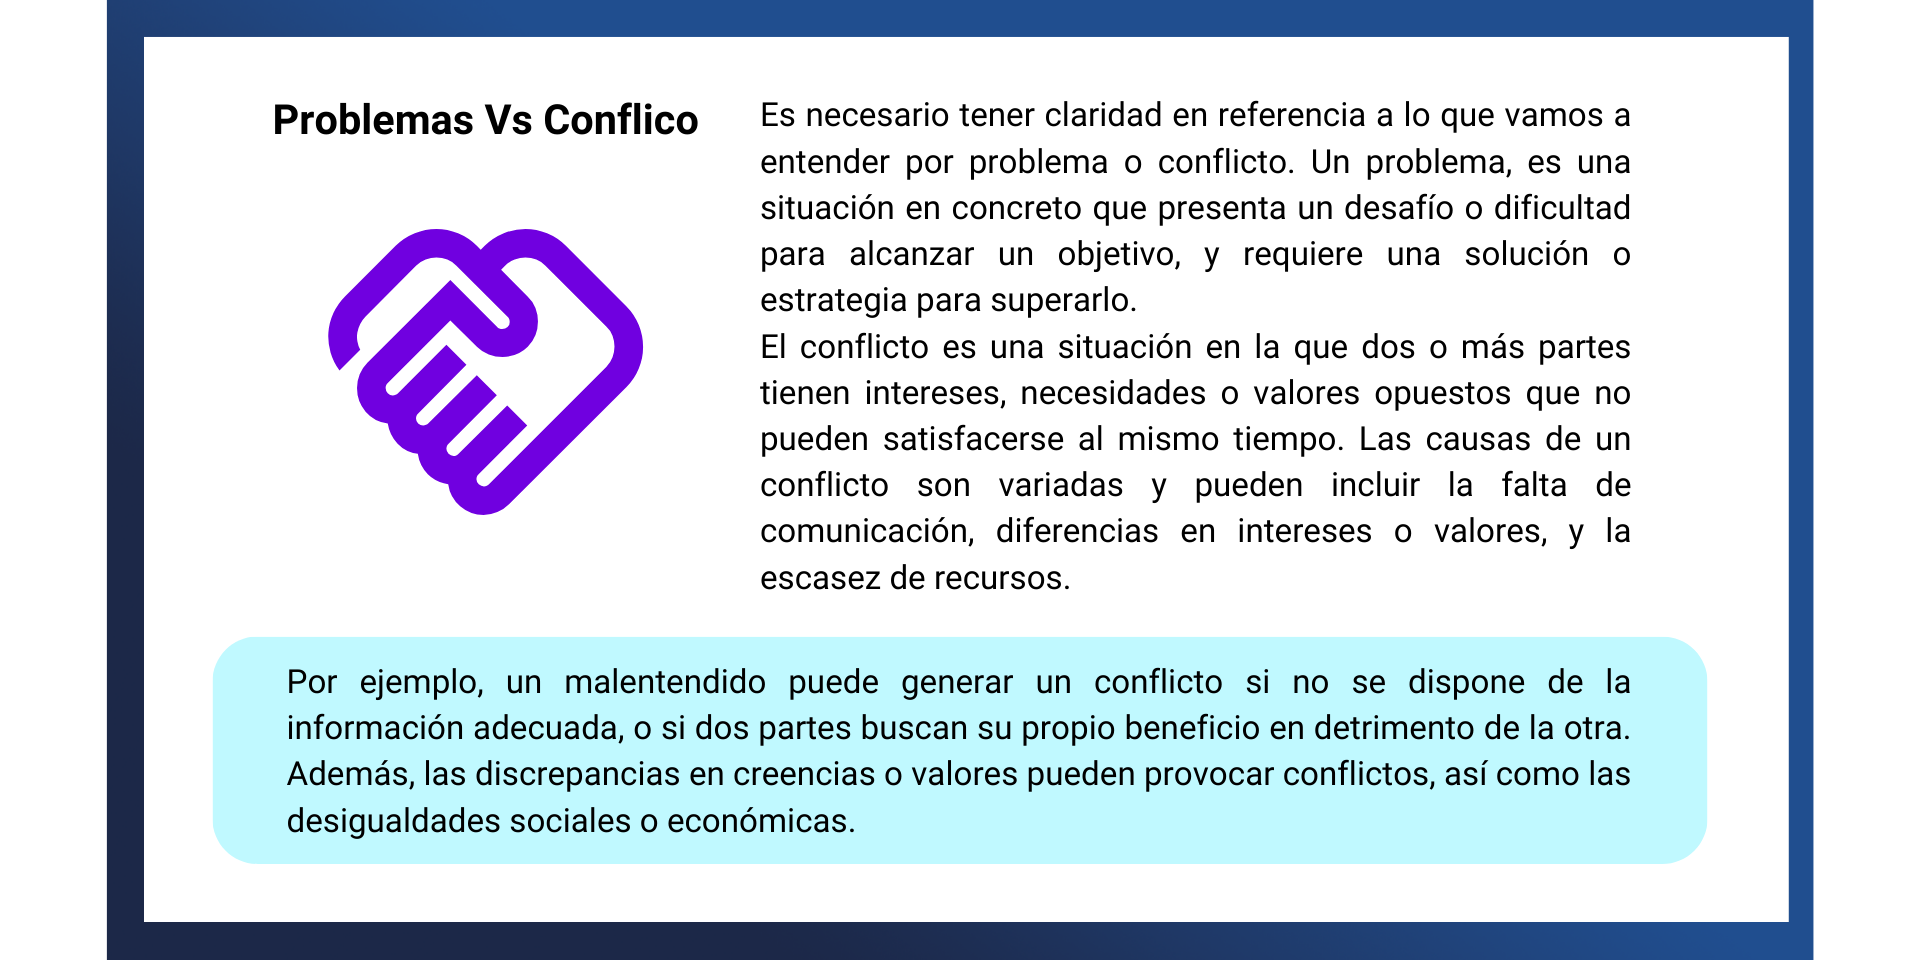 Problemas Vs Conflico
Es necesario tener claridad en referencia a lo que vamos a
entender por problema o conflicto. Un problema, es una
situación en concreto que presenta un desafío o dificultad
para alcanzar un objetivo, y requiere una solución o
estrategia para superarlo.
El conflicto es una situación en la que dos o más partes
tienen intereses, necesidades o valores opuestos que no
pueden satisfacerse al mismo tiempo. Las causas de un
conflicto son variadas y pueden incluir la falta de
comunicación, diferencias en intereses o valores, y la
escasez de recursos.
Por ejemplo, un malentendido puede generar un conflicto si no se dispone de la
información adecuada, o si dos partes buscan su propio beneficio en detrimento de la otra.
Además, las discrepancias en creencias o valores pueden provocar conflictos, así como las
desigualdades sociales o económicas.